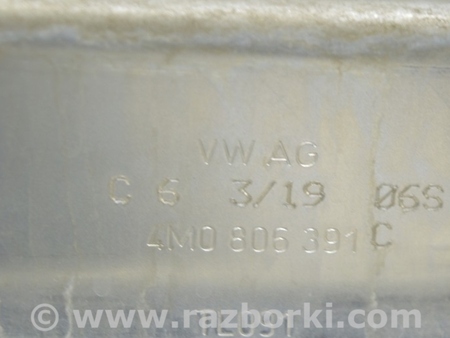 VW AG
C 6 3/19 06S
4M0 806 391 C
www.razborki.com